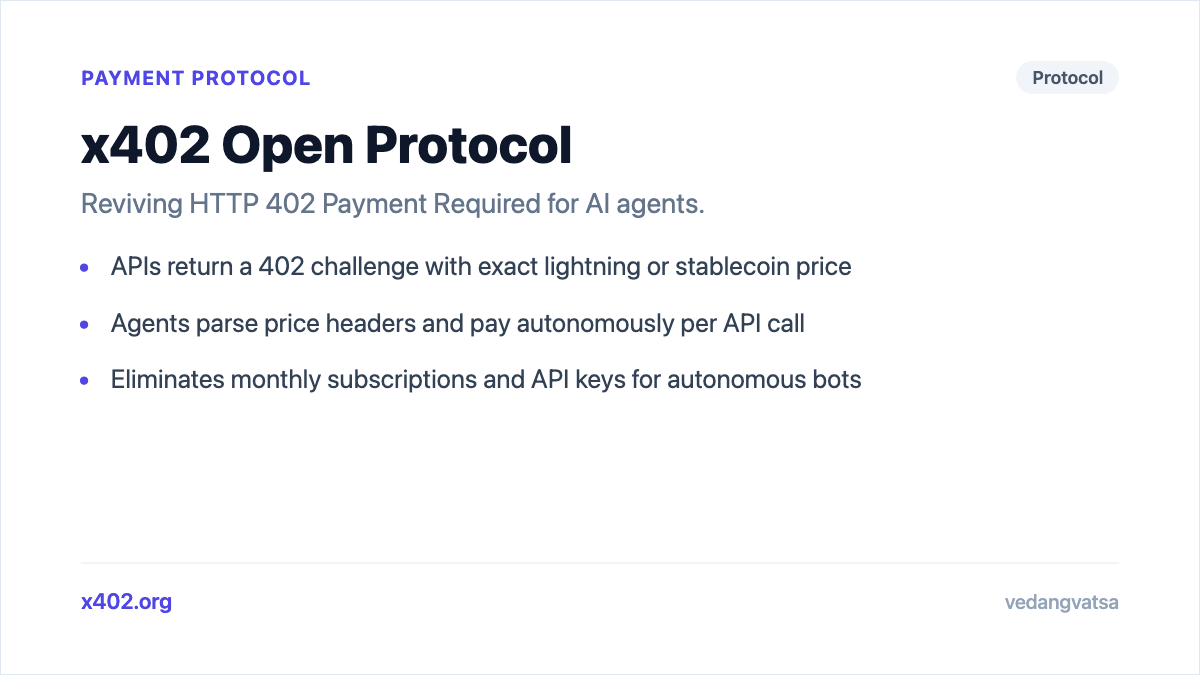 PAYMENT PROTOCOL
Protocol
x402 Open Protocol
Reviving HTTP 402 Payment Required for AI agents.
• APIs return a 402 challenge with exact lightning or stablecoin price
• Agents parse price headers and pay autonomously per API call
• Eliminates monthly subscriptions and API keys for autonomous bots
x402.org
vedangvatsa